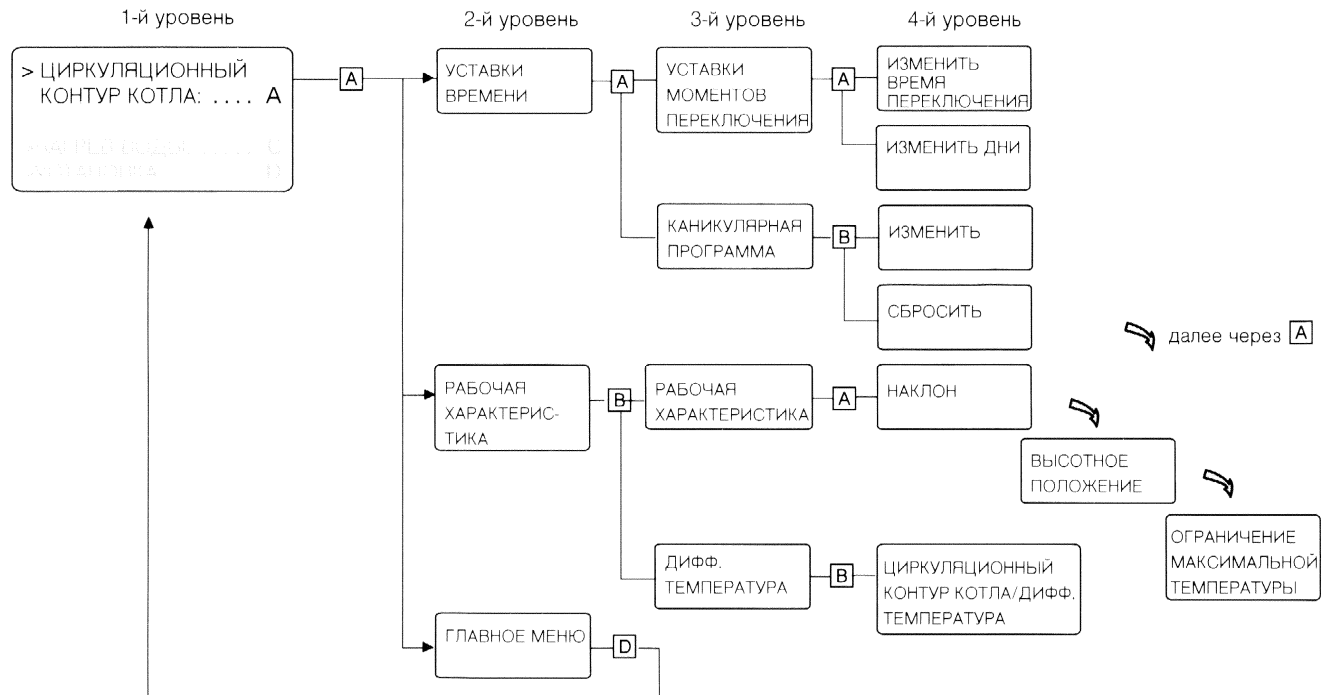 1-й уровень
2-й уровень
3-й уровень
4-й уровень
> ЦИРКУЛЯЦИОННЫЙ
КОНТУР КОТЛА: .... A
A
УСТАВКИ
ВРЕМЕНИ
A
УСТАВКИ
МОМЕНТОВ
ПЕРЕКЛЮЧЕНИЯ
A
ИЗМЕНИТЬ
ВРЕМЯ
ПЕРЕКЛЮЧЕНИЯ
ИЗМЕНИТЬ ДНИ
КАНИКУЛЯРНАЯ
ПРОГРАММА
B
ИЗМЕНИТЬ
СБРОСИТЬ
далее через A
РАБОЧАЯ
ХАРАКТЕРИС-
ТИКА
B
РАБОЧАЯ
ХАРАКТЕРИСТИКА
A
НАКЛОН
ВЫСОТНОЕ
ПОЛОЖЕНИЕ
ОГРАНИЧЕНИЕ
МАКСИМАЛЬНОЙ
ТЕМПЕРАТУРЫ
ДИФФ.
ТЕМПЕРАТУРА
B
ЦИРКУЛЯЦИОННЫЙ
КОНТУР КОТЛА/ДИФФ.
ТЕМПЕРАТУРА
ГЛАВНОЕ МЕНЮ
D